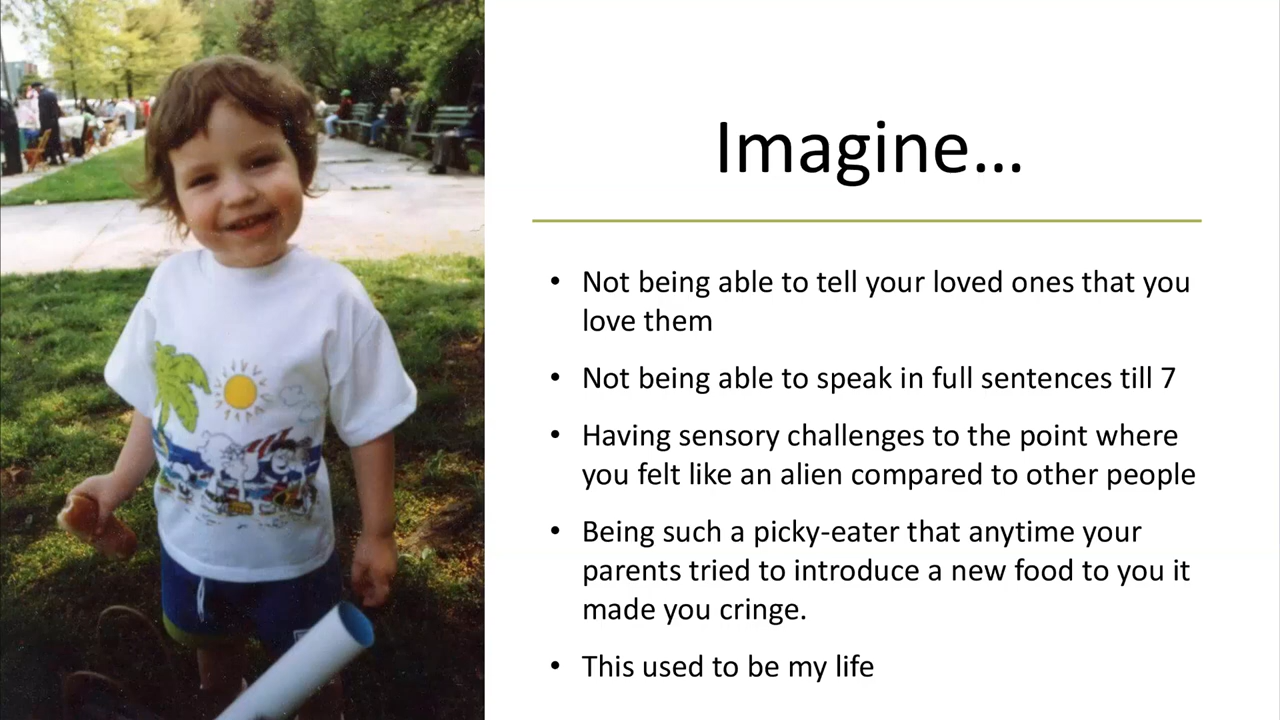 Imagine...
• Not being able to tell your loved ones that you
love them
• Not being able to speak in full sentences till 7
• Having sensory challenges to the point where
you felt like an alien compared to other people
• Being such a picky-eater that anytime your
parents tried to introduce a new food to you it
made you cringe.
• This used to be my life